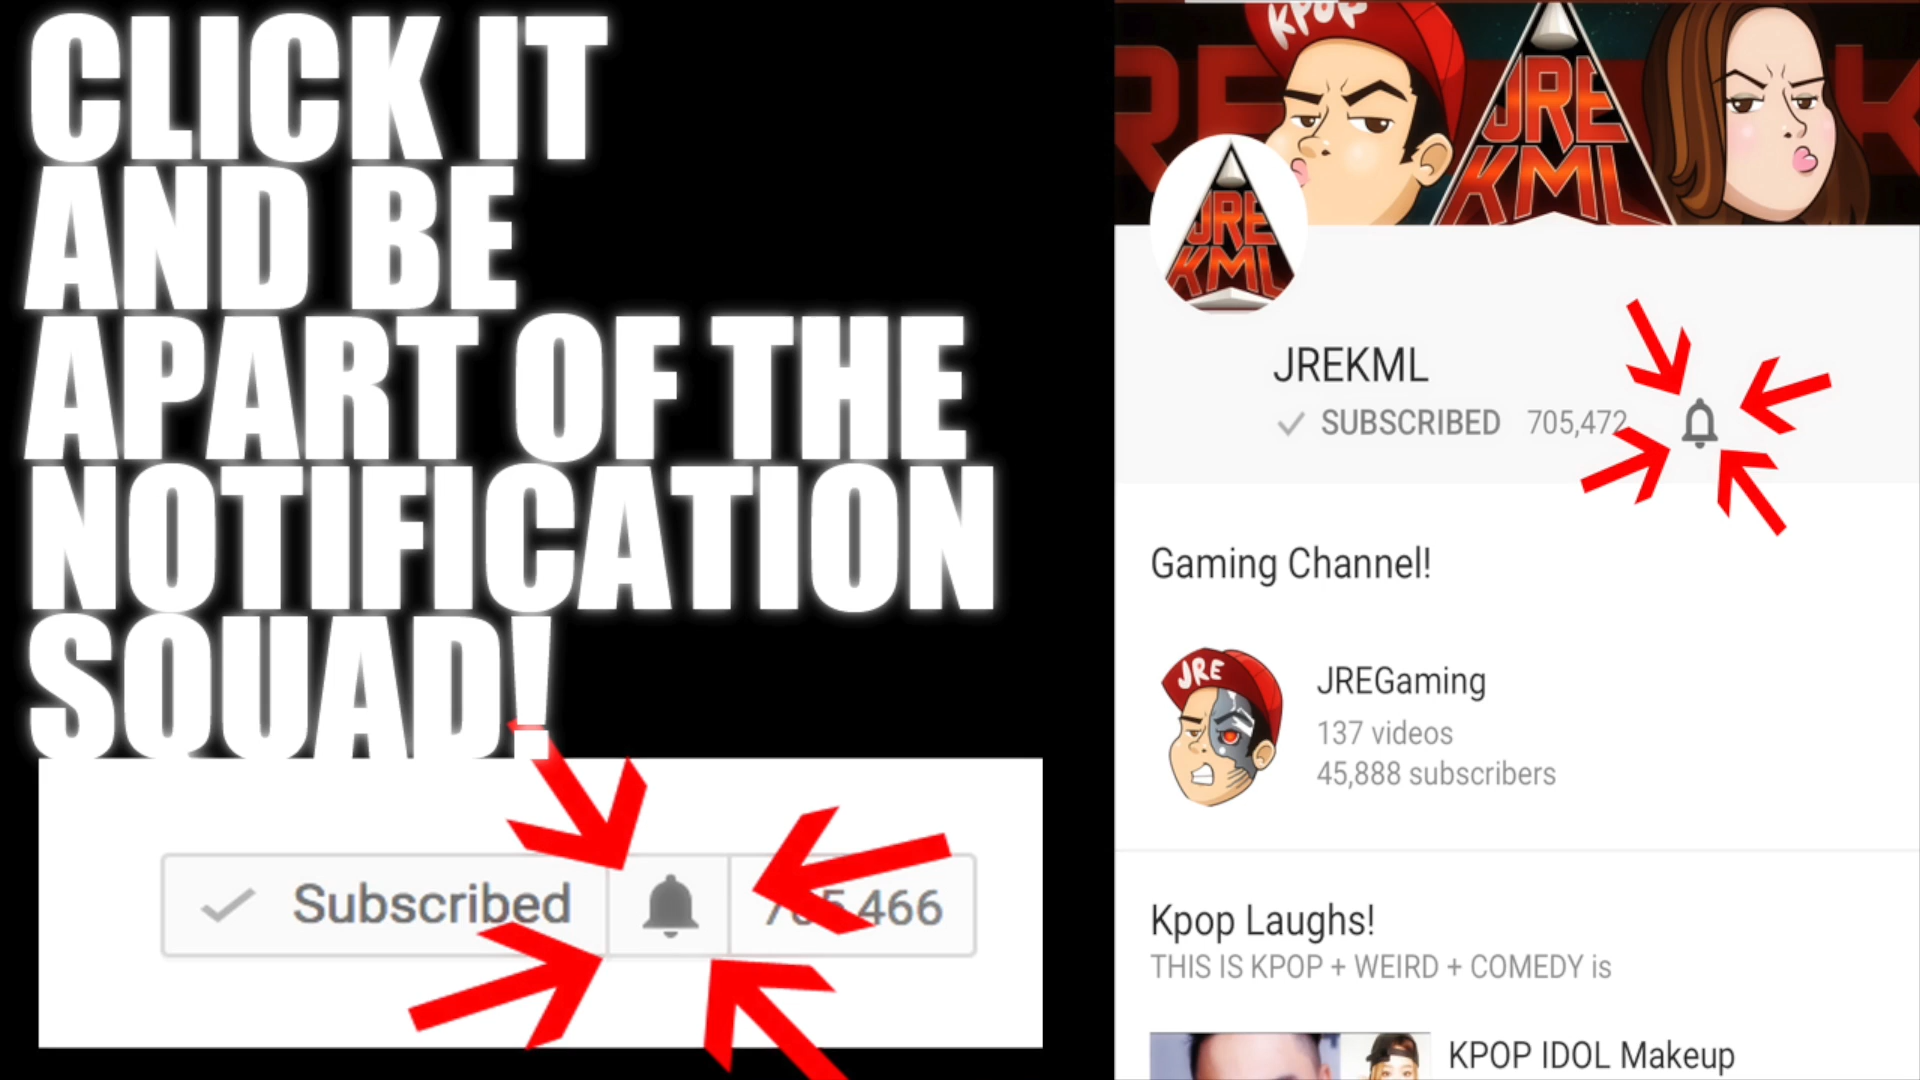 CLICK IT
AND BE
APART OF THE
NOTIFICATION
SQUAD!
Subscribed
466
KPOP
JRE
KML
JRE
KML
JREKML
SUBSCRIBED 705,472
Gaming Channel!
JRE
JREGaming
137 videos
45,888 subscribers
Kpop Laughs!
THIS IS KPOP + WEIRD + COMEDY is
KPOP IDOL Makeup